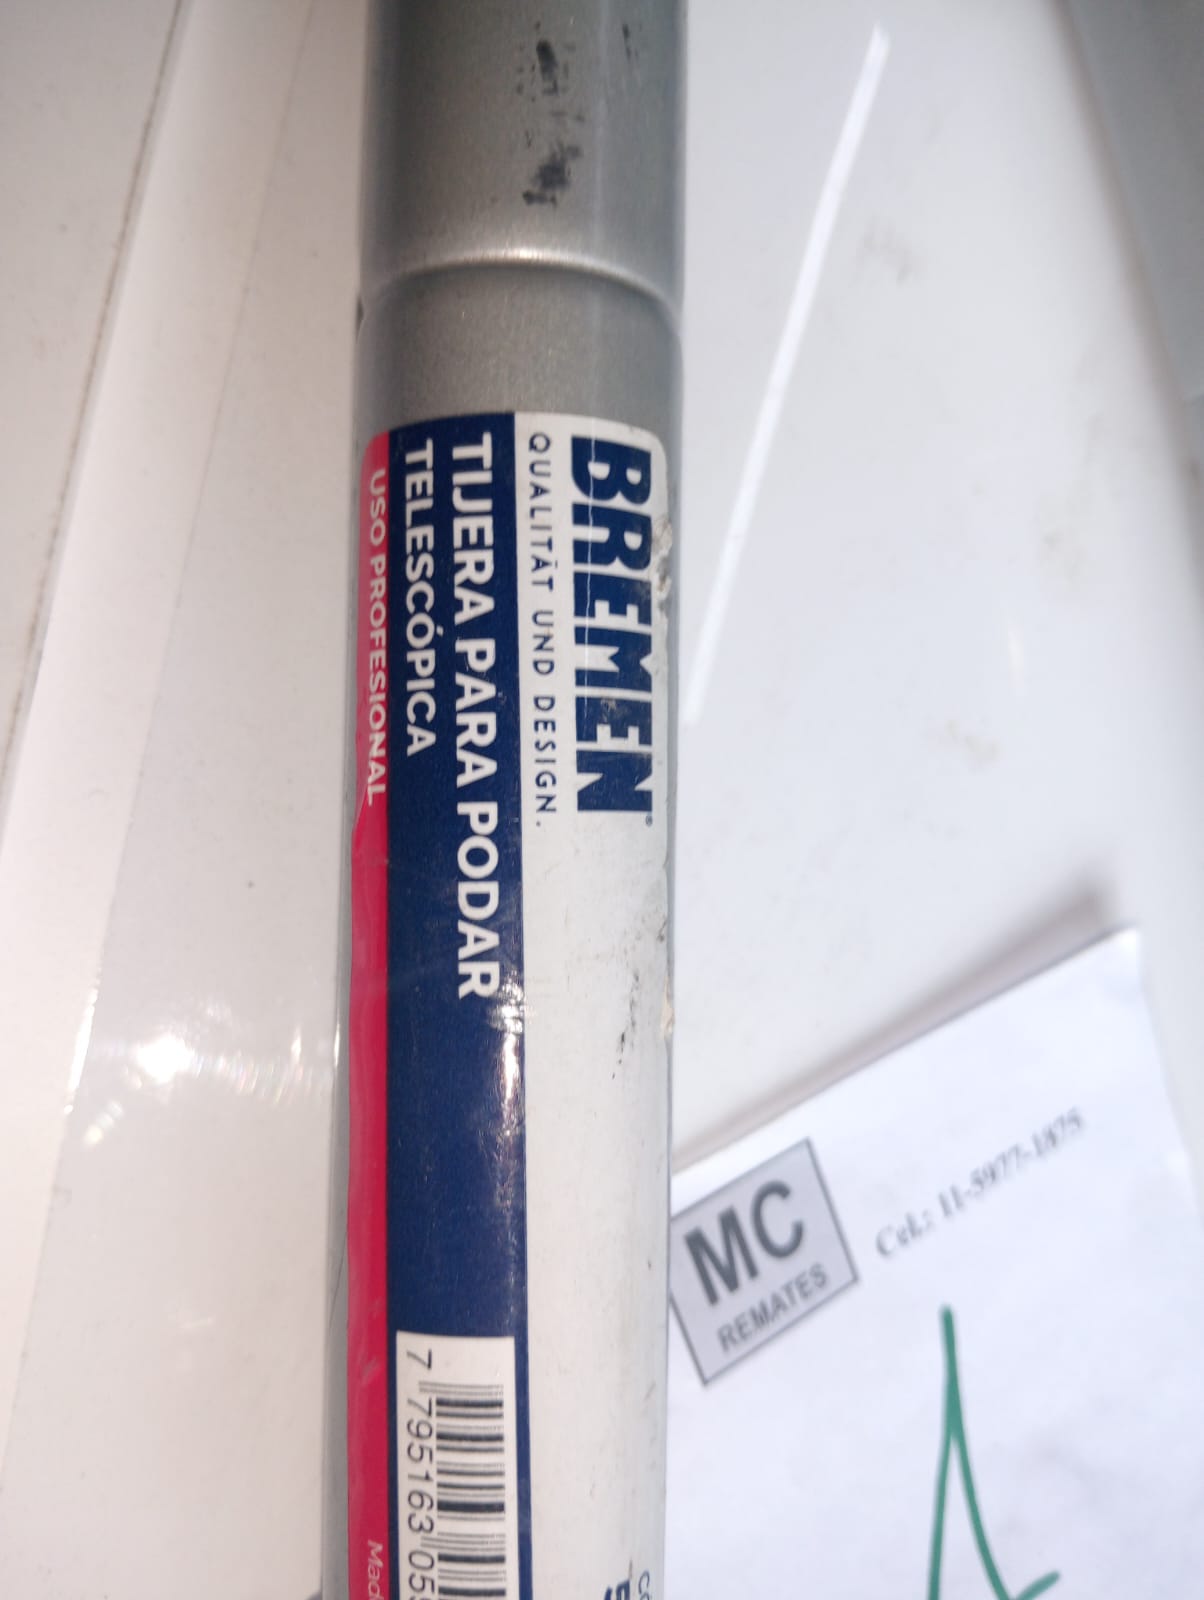 BREMEN®
QUALITÄT UND DESIGN.
TIJERA PARA PODAR
TELESCÓPICA
USO PROFESIONAL
7 795163 05
MC
REMATES
Cel.: 11-5977-1875